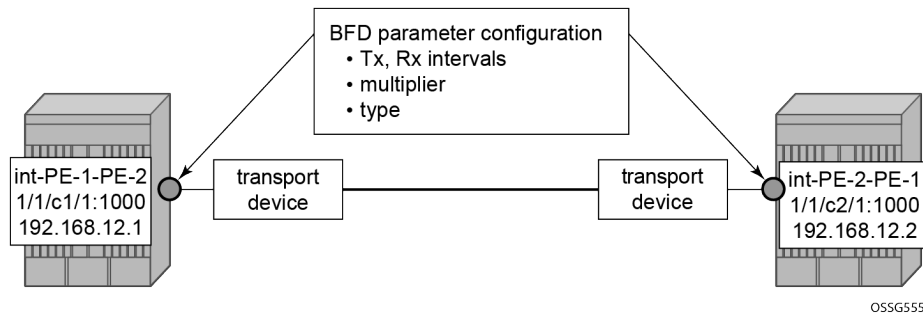 BFD parameter configuration
• Tx, Rx intervals
• multiplier
• type
int-PE-1-PE-2
1/1/c1/1:1000
192.168.12.1
transport
device
transport
device
int-PE-2-PE-1
1/1/c2/1:1000
192.168.12.2
OSSG555